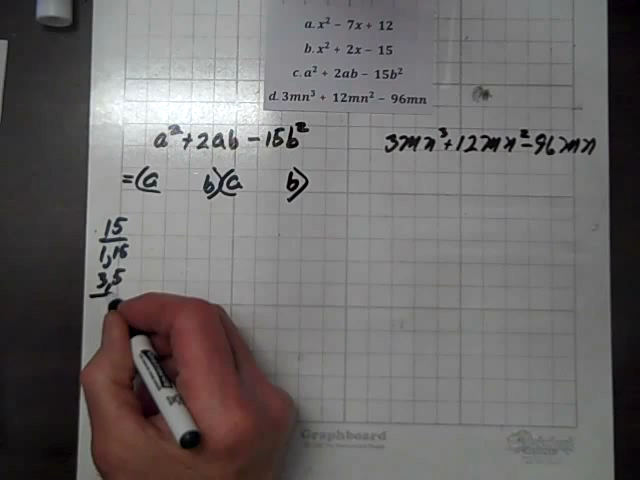 a. x² − 7x + 12
b. x² + 2x − 15
c. a² + 2ab − 15b²
d. 3mn³ + 12mn² − 96mn
a² + 2ab − 15b²
3mn³ + 12mn² − 96mn
= (a b)(a b)
15
1, 15
3, 5
Graphboard